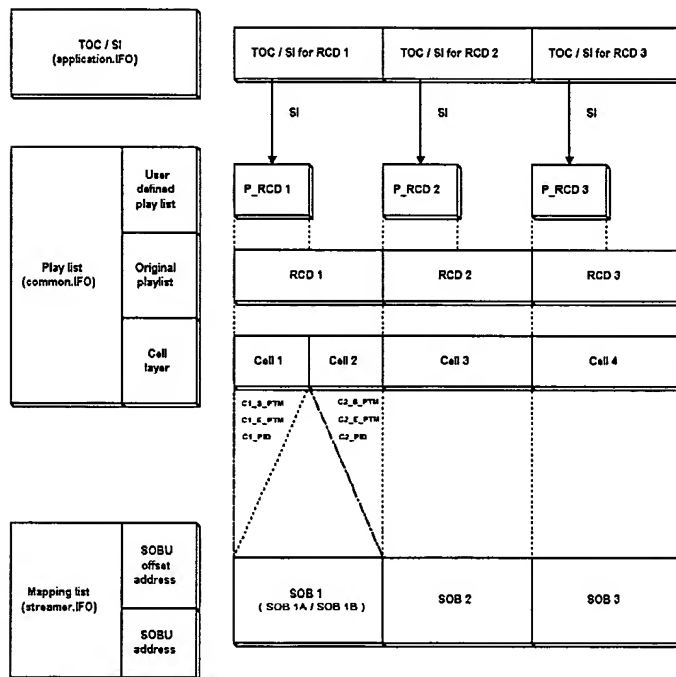 TOC / SI
(application.IFO)
TOC / SI for RCD 1
TOC / SI for RCD 2
TOC / SI for RCD 3
SI
SI
SI
Play list
(common.IFO)
User
defined
play list
Original
playlist
Cell
layer
P_RCD 1
P_RCD 2
P_RCD 3
RCD 1
RCD 2
RCD 3
Cell 1
Cell 2
Cell 3
Cell 4
C1_S_PTM
C1_E_PTM
C1_PID
C2_S_PTM
C2_E_PTM
C2_PID
Mapping list
(streamer.IFO)
SOBU
offset
address
SOBU
address
SOB 1
( SOB 1A / SOB 1B )
SOB 2
SOB 3